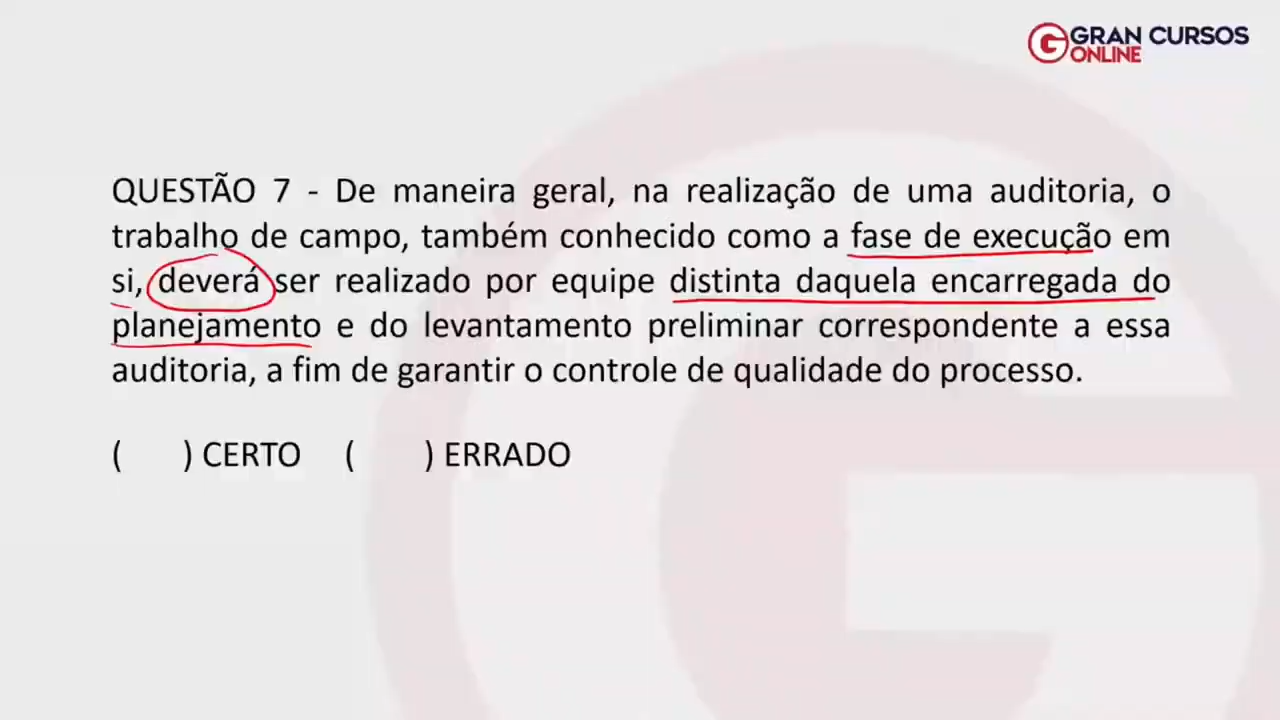 GRAN CURSOS
ONLINE
QUESTÃO 7 - De maneira geral, na realização de uma auditoria, o
trabalho de campo, também conhecido como a fase de execução em
si, deverá ser realizado por equipe distinta daquela encarregada do
planejamento e do levantamento preliminar correspondente a essa
auditoria, a fim de garantir o controle de qualidade do processo.
( ) CERTO ( ) ERRADO